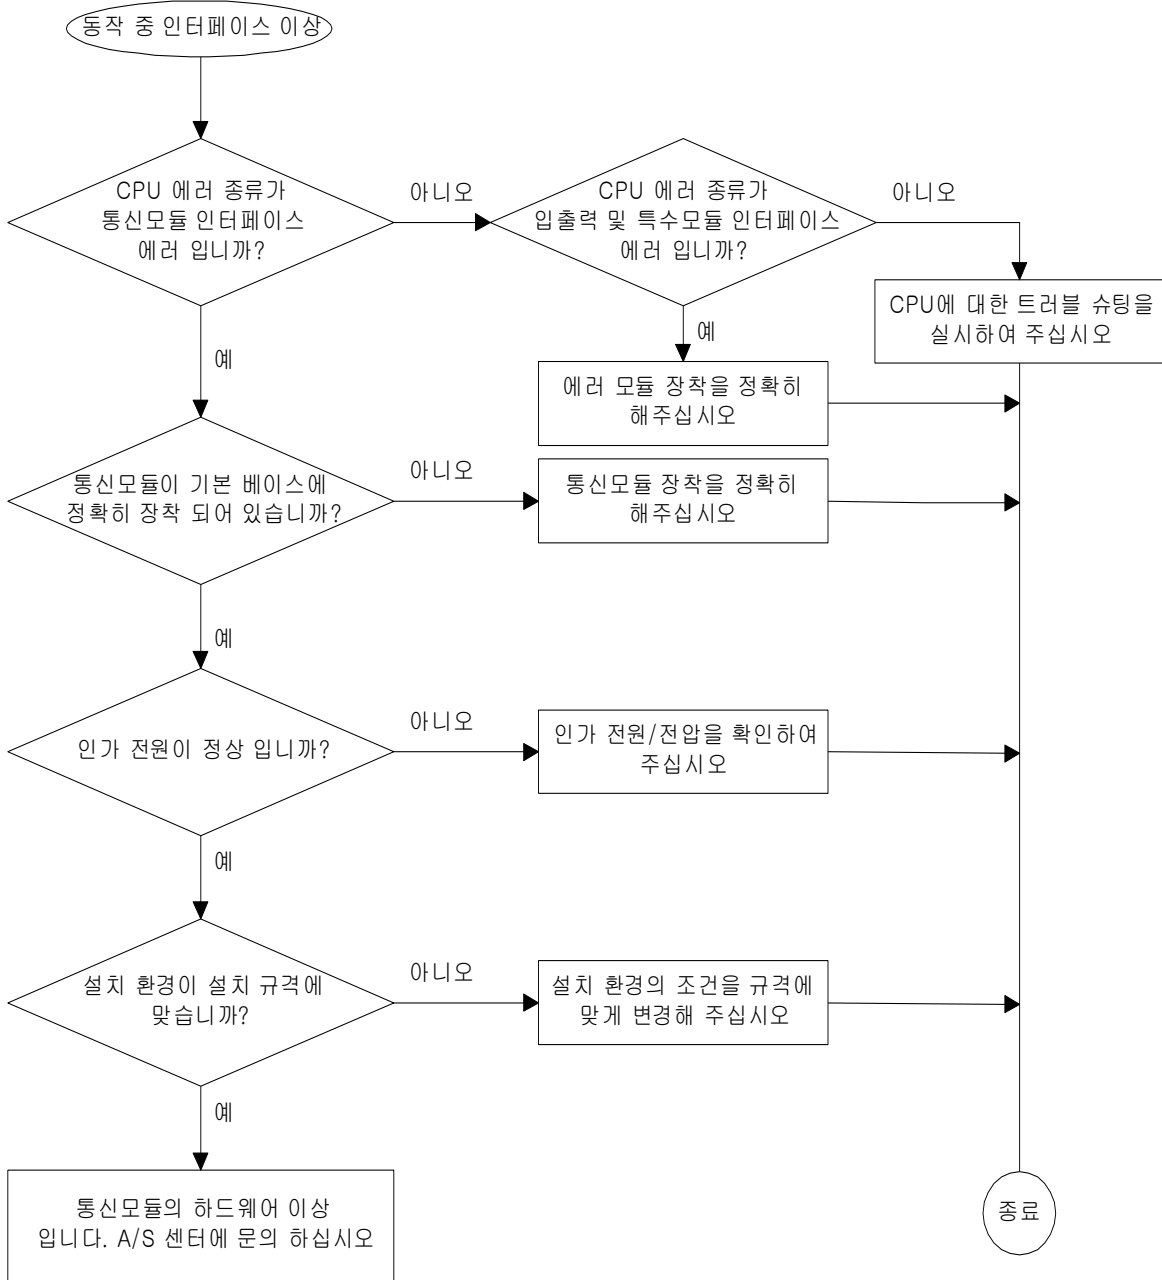 동작 중 인터페이스 이상
CPU 에러 종류가
통신모듈 인터페이스
에러 입니까?
아니오
CPU 에러 종류가
입출력 및 특수모듈 인터페이스
에러 입니까?
아니오
CPU에 대한 트러블 슈팅을
실시하여 주십시오
예
예
에러 모듈 장착을 정확히
해주십시오
통신모듈이 기본 베이스에
정확히 장착 되어 있습니까?
아니오
통신모듈 장착을 정확히
해주십시오
예
인가 전원이 정상 입니까?
아니오
인가 전원/전압을 확인하여
주십시오
예
설치 환경이 설치 규격에
맞습니까?
아니오
설치 환경의 조건을 규격에
맞게 변경해 주십시오
예
통신모듈의 하드웨어 이상
입니다. A/S 센터에 문의 하십시오
종료